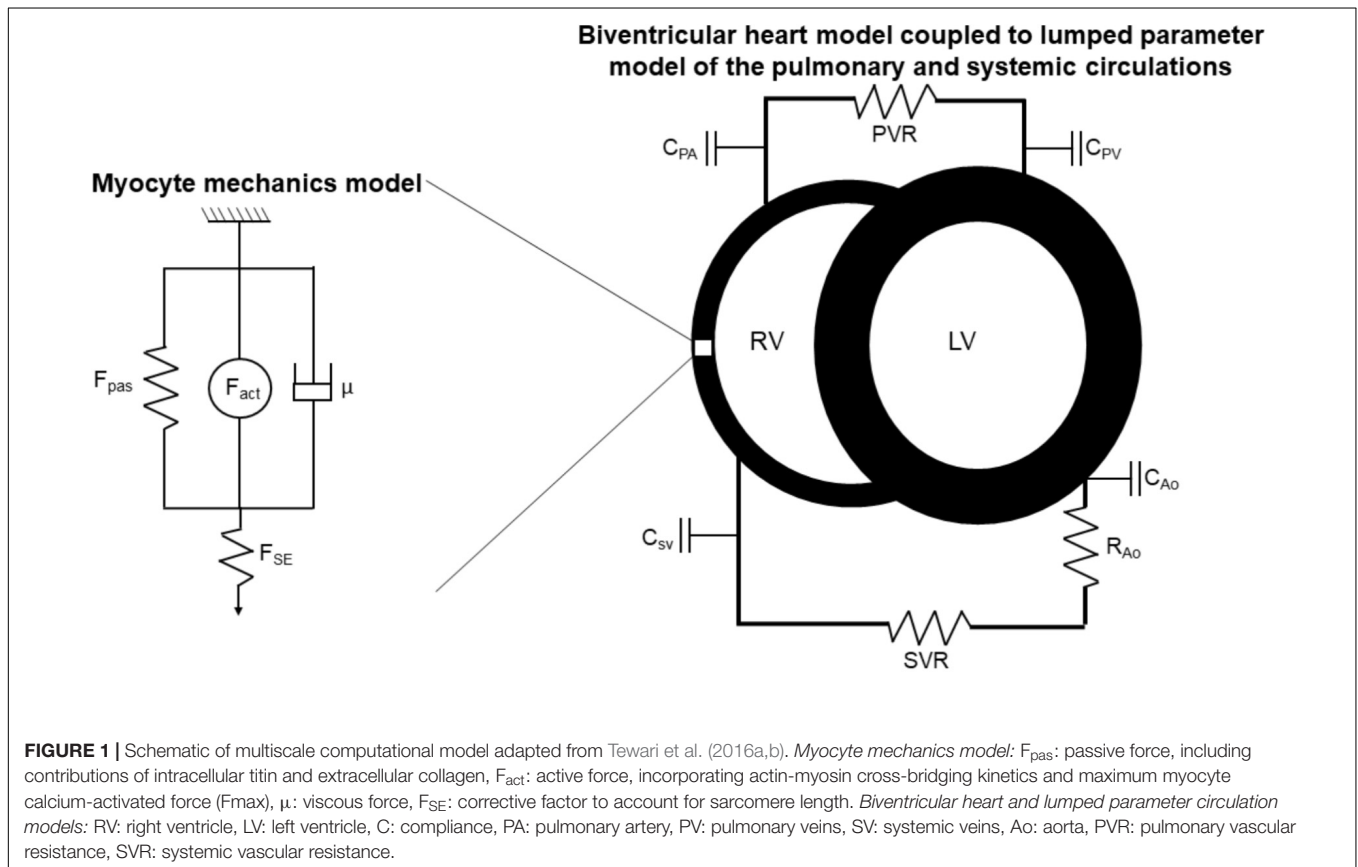 Biventricular heart model coupled to lumped parameter
model of the pulmonary and systemic circulations
PVR
C_PA
C_PV
Myocyte mechanics model
F_pas
F_act
μ
F_SE
RV
LV
C_Ao
R_Ao
C_sv
SVR
FIGURE 1 | Schematic of multiscale computational model adapted from Tewari et al. (2016a,b). Myocyte mechanics model: F_pas: passive force, including
contributions of intracellular titin and extracellular collagen, F_act: active force, incorporating actin-myosin cross-bridging kinetics and maximum myocyte
calcium-activated force (Fmax), μ: viscous force, F_SE: corrective factor to account for sarcomere length. Biventricular heart and lumped parameter circulation
models: RV: right ventricle, LV: left ventricle, C: compliance, PA: pulmonary artery, PV: pulmonary veins, SV: systemic veins, Ao: aorta, PVR: pulmonary vascular
resistance, SVR: systemic vascular resistance.